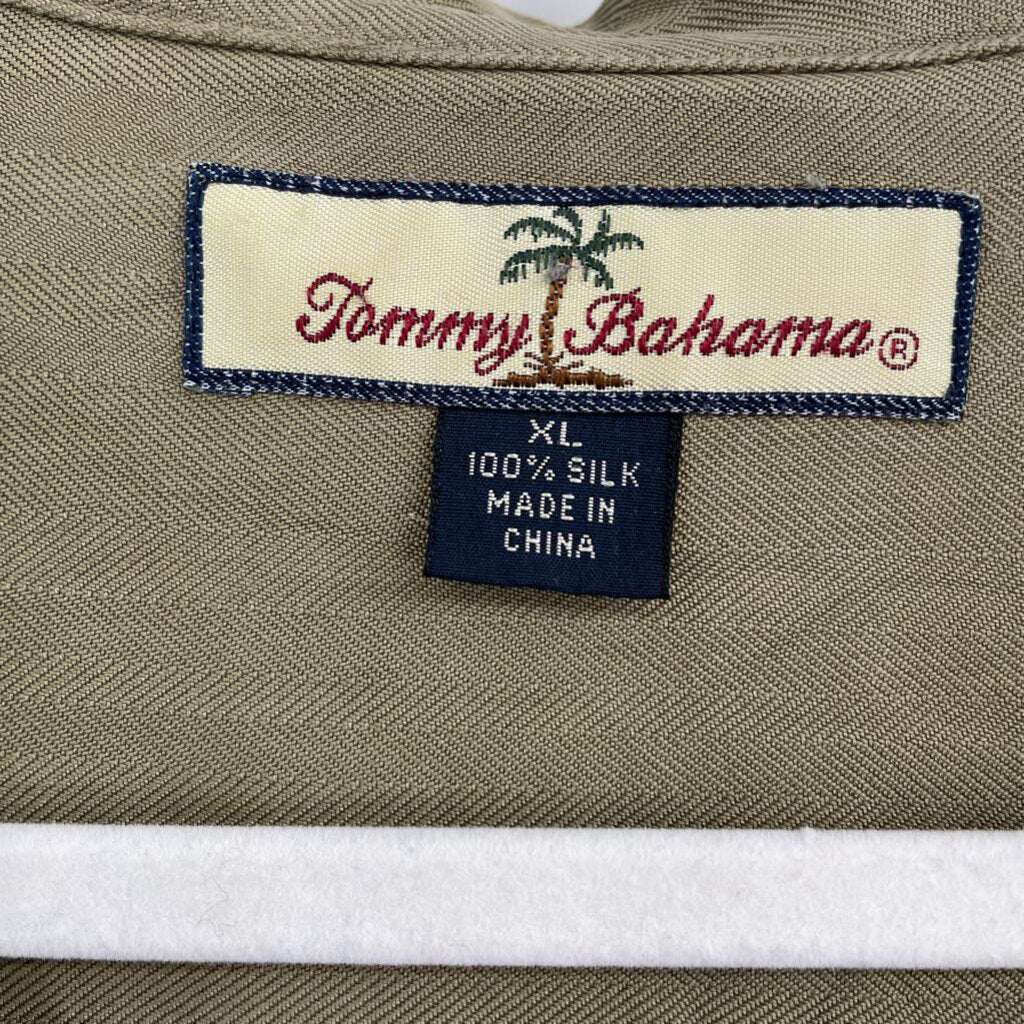 Tommy Bahama®
XL
100% SILK
MADE IN
CHINA